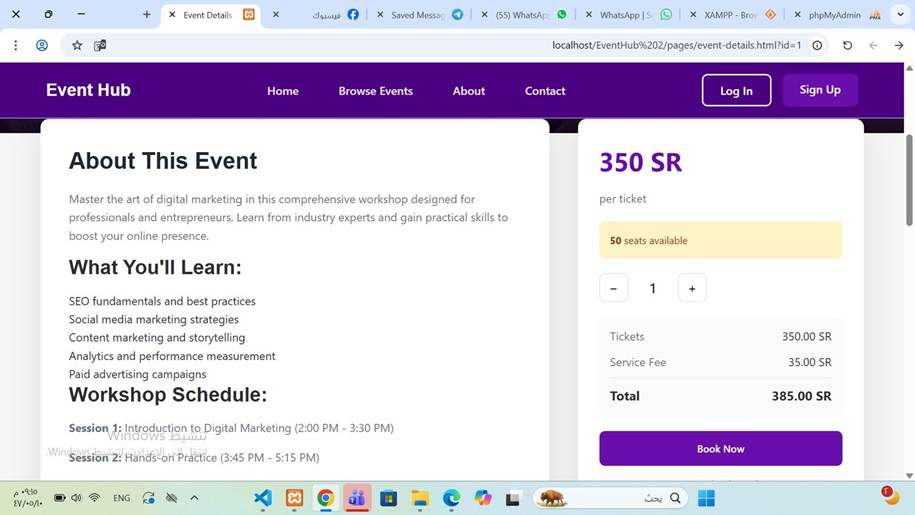 Event Details
فيسبوك
Saved Messag
(55) WhatsAp
WhatsApp | S
XAMPP - Brow
phpMyAdmin
localhost/EventHub%202/pages/event-details.html?id=1
Event Hub
Home
Browse Events
About
Contact
Log In
Sign Up
About This Event
Master the art of digital marketing in this comprehensive workshop designed for
professionals and entrepreneurs. Learn from industry experts and gain practical skills to
boost your online presence.
What You'll Learn:
SEO fundamentals and best practices
Social media marketing strategies
Content marketing and storytelling
Analytics and performance measurement
Paid advertising campaigns
Workshop Schedule:
Session 1: Introduction to Digital Marketing (2:00 PM - 3:30 PM)
Session 2: Hands-on Practice (3:45 PM - 5:15 PM)
350 SR
per ticket
50 seats available
−
1
+
Tickets 350.00 SR
Service Fee 35.00 SR
Total 385.00 SR
Book Now
تنشيط Windows
انتقل إلى الإعدادات لتنشيط Windows.
ENG
بحث